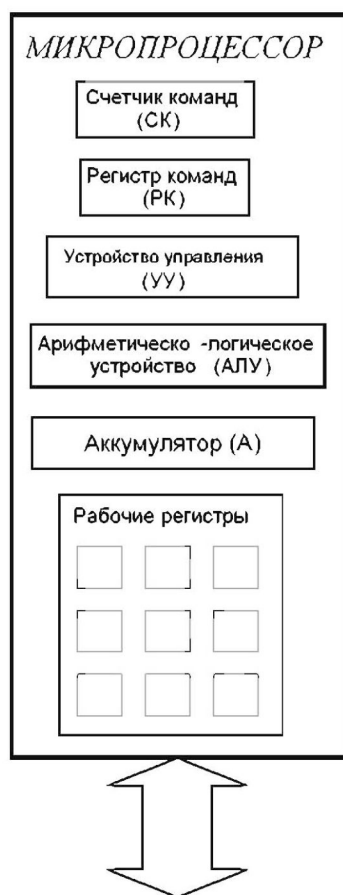 МИКРОПРОЦЕССОР
Счетчик команд
(СК)
Регистр команд
(РК)
Устройство управления
(УУ)
Арифметическо -логическое
устройство (АЛУ)
Аккумулятор (А)
Рабочие регистры